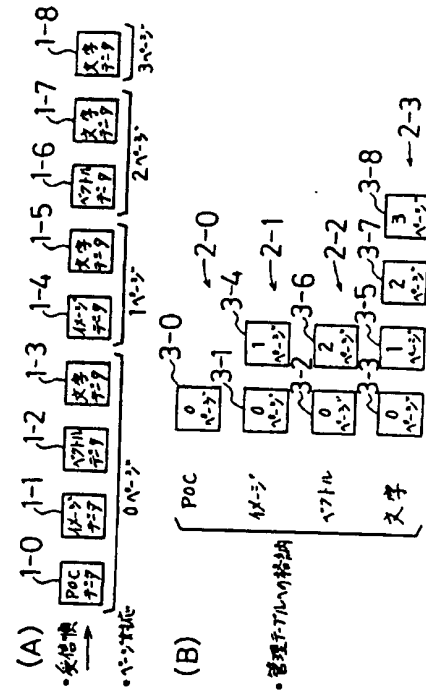 (A)
・受信順
1-0 1-1 1-2 1-3 1-4 1-5 1-6 1-7 1-8
POCデータ イメージデータ ベクトルデータ 文字データ イメージデータ 文字データ ベクトルデータ 文字データ 文字データ
・ページ対応
0ページ 1ページ 2ページ 3ページ
(B)
・管理テーブルへの格納
POC 0ページ 3-0 2-0
イメージ 0ページ 3-1 1ページ 3-4 2-1
ベクトル 0ページ 3-2 2ページ 3-6 2-2
文字 0ページ 3-3 1ページ 3-5 2ページ 3-7 3ページ 3-8 2-3